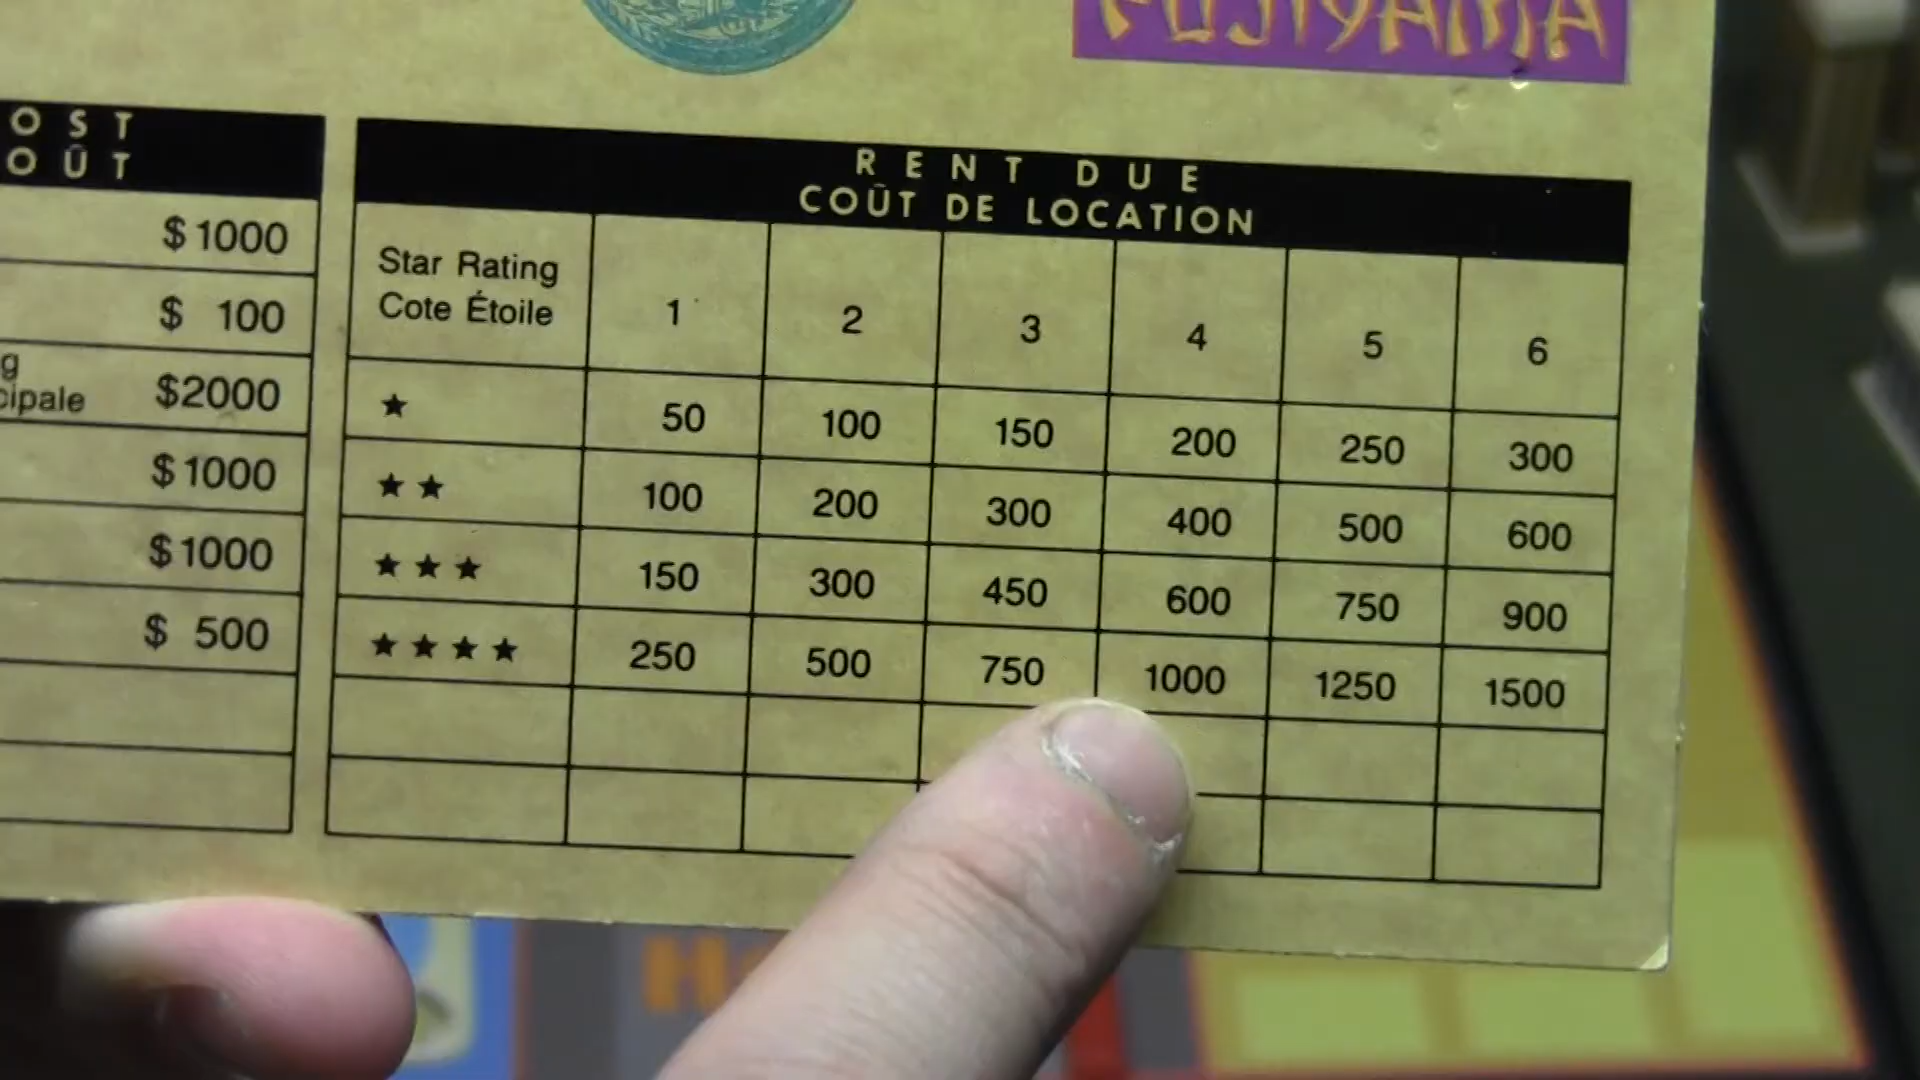 FUJIYAMA
OST
OÛT
$1000
$ 100
g
cipale $2000
$1000
$1000
$ 500
RENT DUE
COÛT DE LOCATION
Star Rating
Cote Étoile 1 2 3 4 5 6
★ 50 100 150 200 250 300
★★ 100 200 300 400 500 600
★★★ 150 300 450 600 750 900
★★★★ 250 500 750 1000 1250 1500